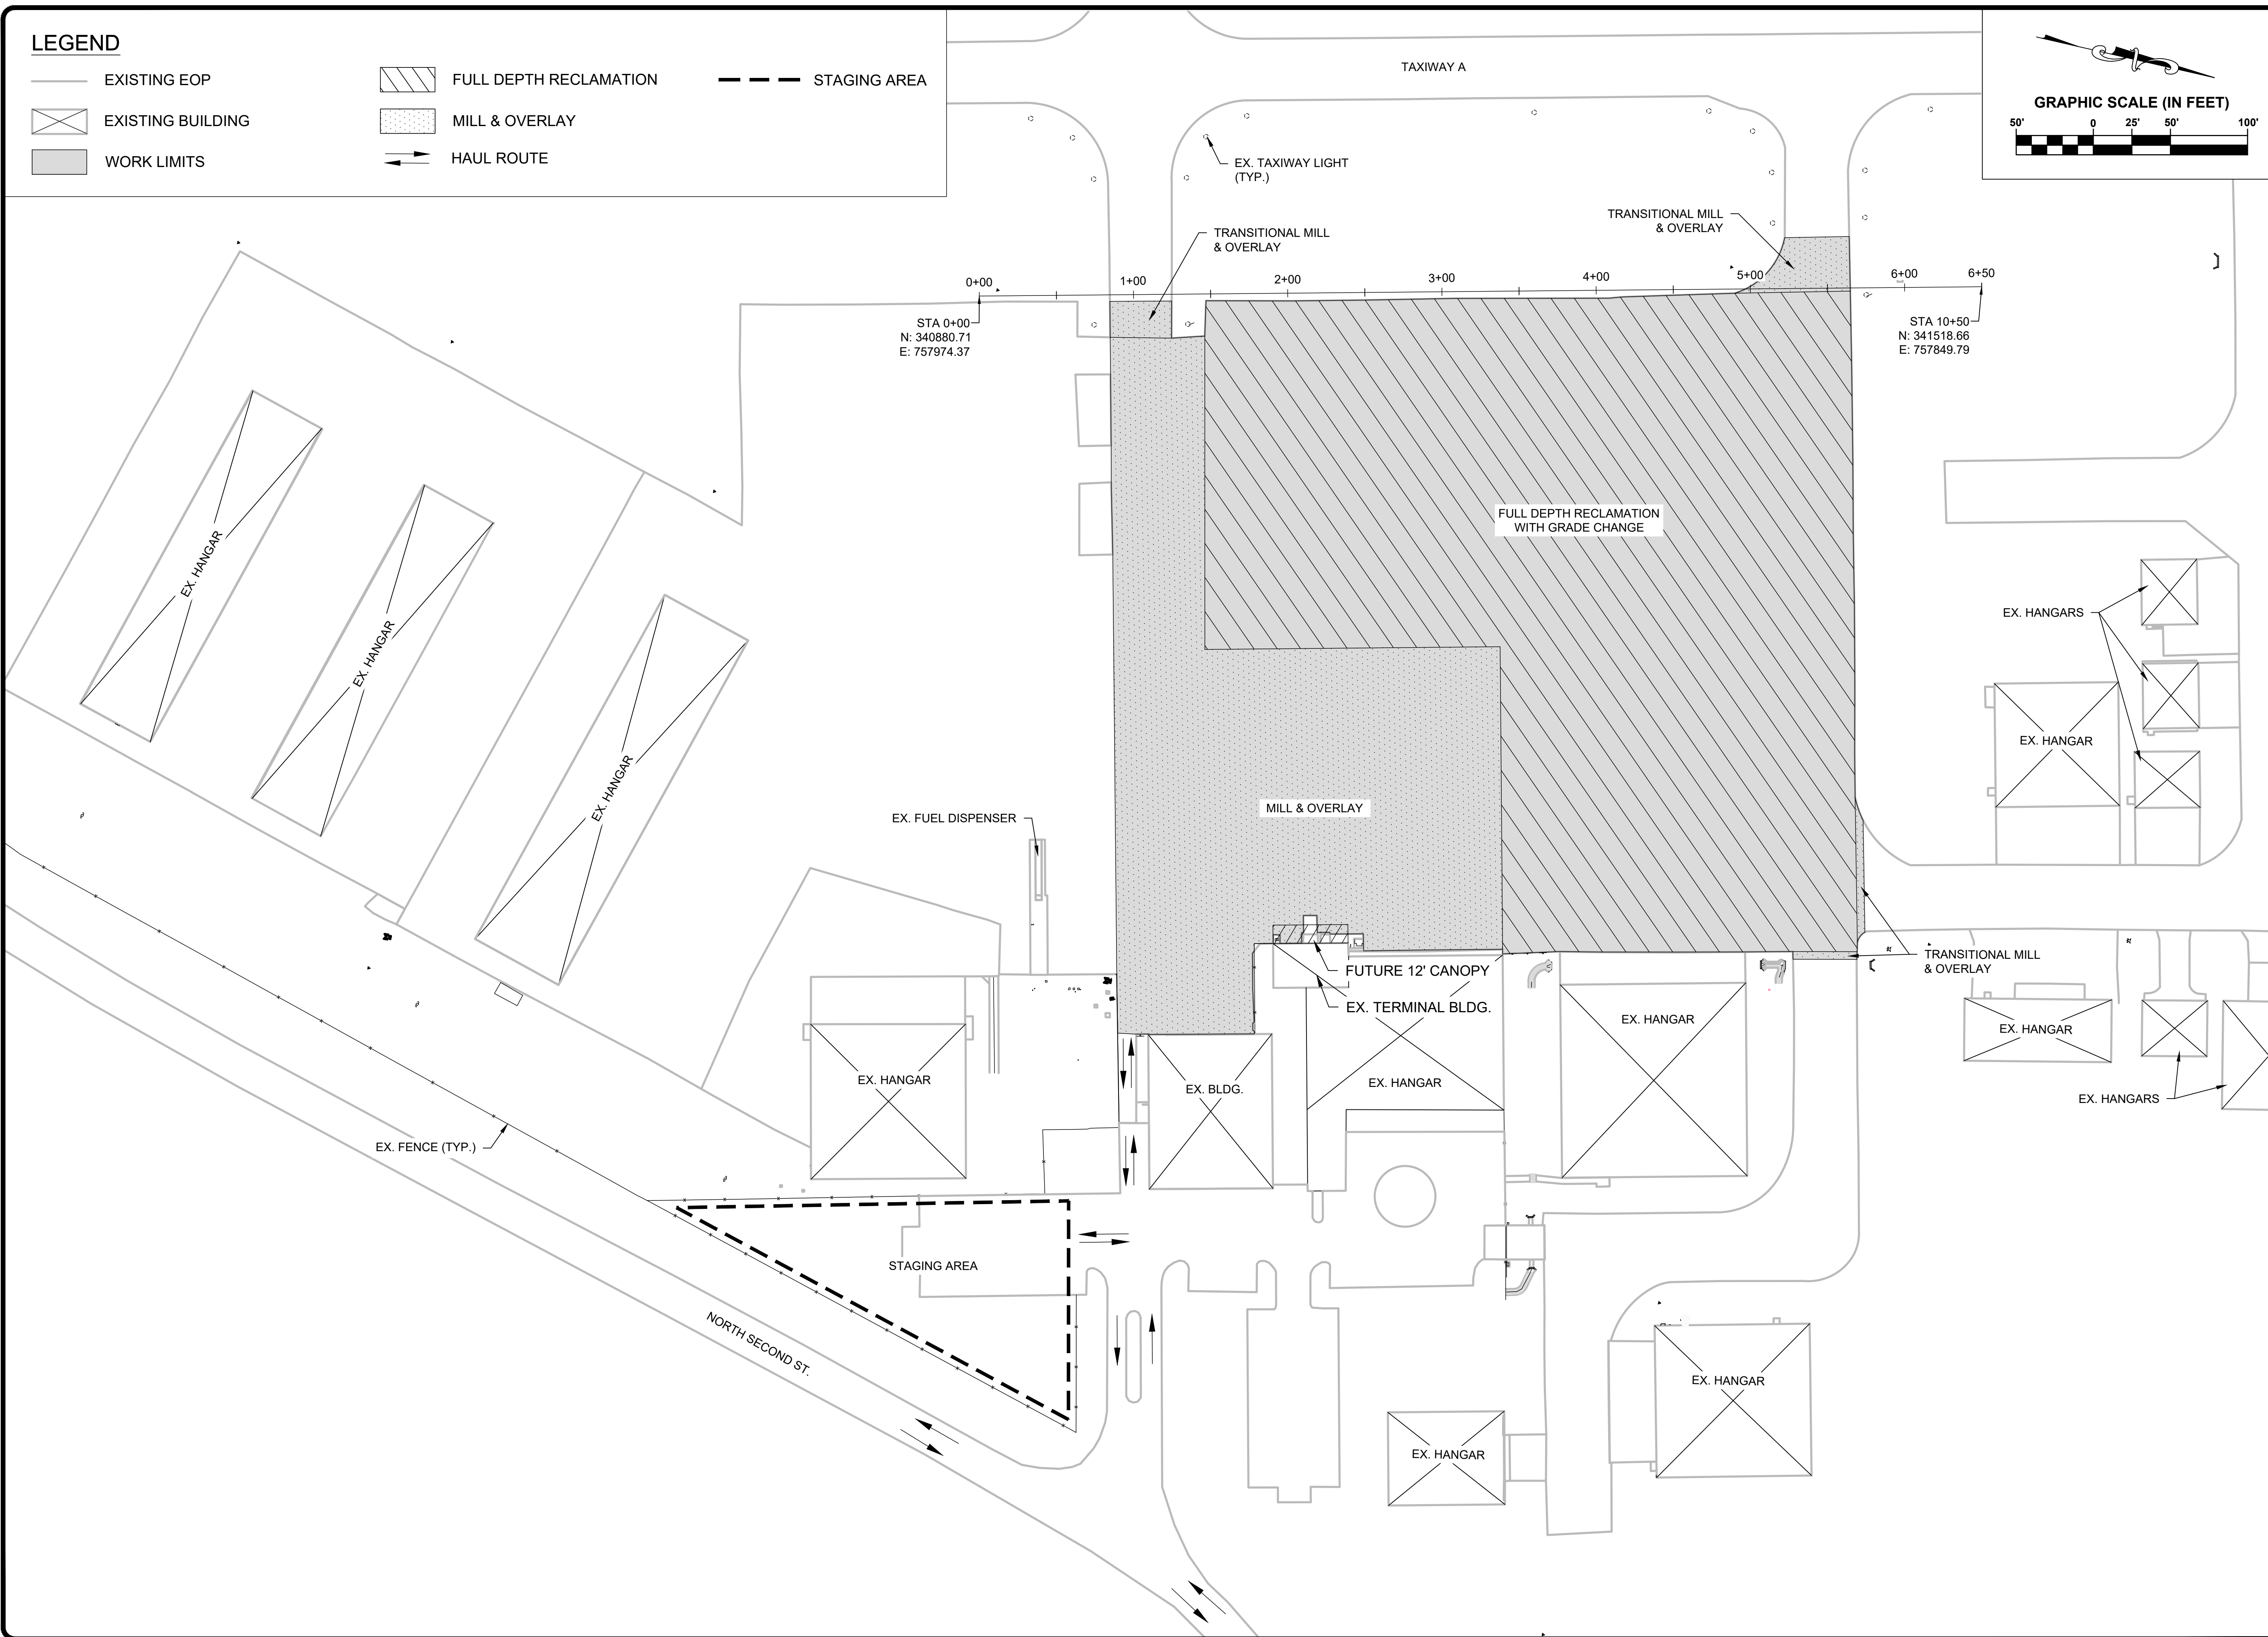 LEGEND
EXISTING EOP
EXISTING BUILDING
WORK LIMITS
FULL DEPTH RECLAMATION
MILL & OVERLAY
HAUL ROUTE
STAGING AREA
TAXIWAY A
GRAPHIC SCALE (IN FEET)
50' 0 25' 50' 100'
EX. TAXIWAY LIGHT
(TYP.)
TRANSITIONAL MILL
& OVERLAY
TRANSITIONAL MILL
& OVERLAY
0+00 1+00 2+00 3+00 4+00 5+00 6+00 6+50
STA 0+00
N: 340880.71
E: 757974.37
STA 10+50
N: 341518.66
E: 757849.79
FULL DEPTH RECLAMATION
WITH GRADE CHANGE
EX. HANGAR
EX. HANGAR
EX. HANGAR
EX. HANGARS
EX. HANGAR
MILL & OVERLAY
EX. FUEL DISPENSER
TRANSITIONAL MILL
& OVERLAY
FUTURE 12' CANOPY
EX. TERMINAL BLDG.
EX. HANGAR
EX. HANGAR
EX. HANGAR
EX. BLDG.
EX. HANGAR
EX. HANGARS
EX. FENCE (TYP.)
STAGING AREA
NORTH SECOND ST.
EX. HANGAR
EX. HANGAR